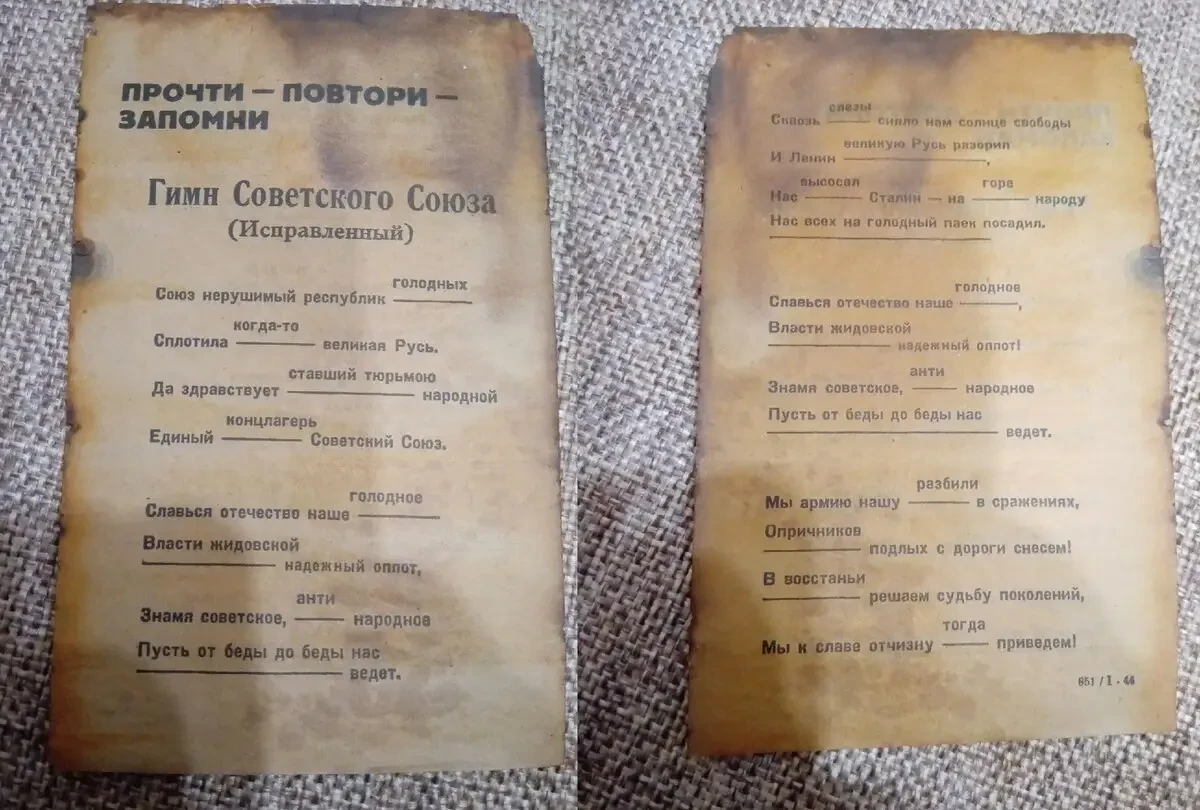 ПРОЧТИ — ПОВТОРИ —
ЗАПОМНИ
Гимн Советского Союза
(Исправленный)
голодных
Союз нерушимый республик
когда-то
Сплотила великая Русь.
ставший тюрьмою
Да здравствует народной
концлагерь
Единый Советский Союз.
голодное
Славься отечество наше
Власти жидовской
надежный оплот,
анти
Знамя советское, народное
Пусть от беды до беды нас
ведет.
слезы
Сквозь сияло нам солнце свободы
великую Русь разорил
И Ленин ,
высосал горе
Нас Сталин — на народу
Нас всех на голодный паек посадил.
голодное
Славься отечество наше ,
Власти жидовской
надежный оплот!
анти
Знамя советское, народное
Пусть от беды до беды нас
ведет.
разбили
Мы армию нашу в сражениях,
Опричников
подлых с дороги снесем!
В восстаньи
решаем судьбу поколений,
тогда
Мы к славе отчизну приведем!
851 / I - 44